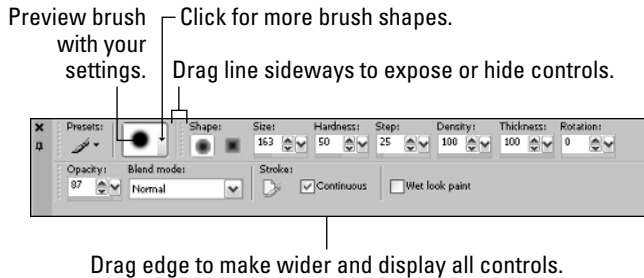 Preview brush
with your
settings.
Click for more brush shapes.
Drag line sideways to expose or hide controls.
Presets: Shape: Size: Hardness: Step: Density: Thickness: Rotation:
163 50 25 100 100 0
Opacity: Blend mode: Stroke:
87 Normal Continuous Wet look paint
Drag edge to make wider and display all controls.